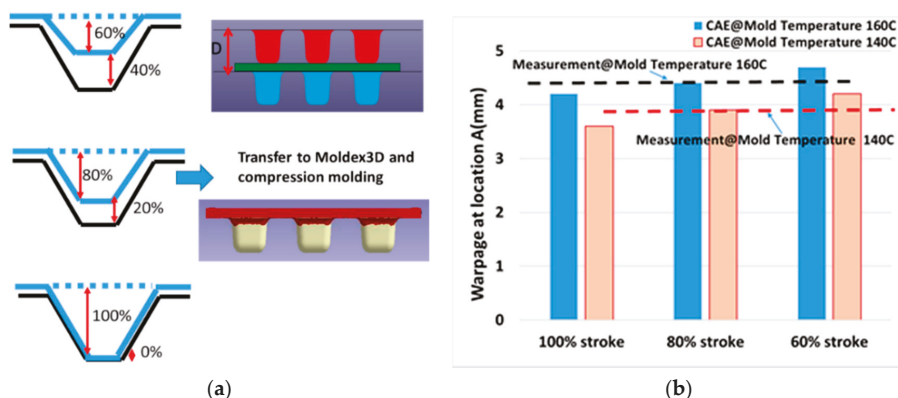 60%
40%
D
80%
20%
Transfer to Moldex3D and
compression molding
100%
0%
(a)
CAE@Mold Temperature 160C
CAE@Mold Temperature 140C
Warpage at location A(mm)
6
5
4
3
2
1
0
Measurement@Mold Temperature 160C
Measurement@Mold Temperature 140C
100% stroke
80% stroke
60% stroke
(b)